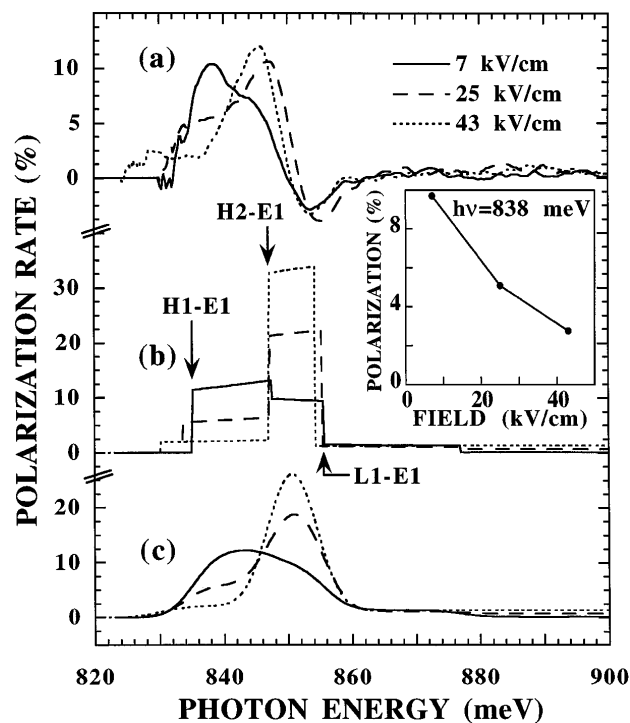 (a)
7 kV/cm
25 kV/cm
43 kV/cm
10
5
0
POLARIZATION RATE (%)
H2-E1
H1-E1
(b)
30
20
10
0
hν=838 meV
POLARIZATION (%)
8
4
0
0 20 40
FIELD (kV/cm)
L1-E1
(c)
20
10
0
820 840 860 880 900
PHOTON ENERGY (meV)